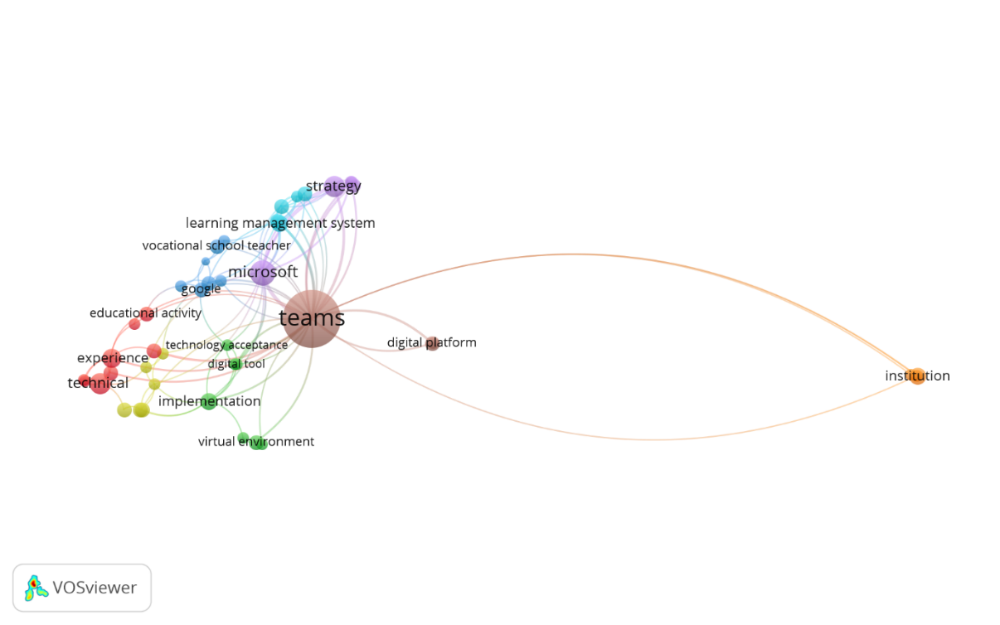 strategy
learning management system
vocational school teacher
microsoft
google
educational activity
teams
technology acceptance
digital platform
experience
digital tool
institution
technical
implementation
virtual environment
VOSviewer